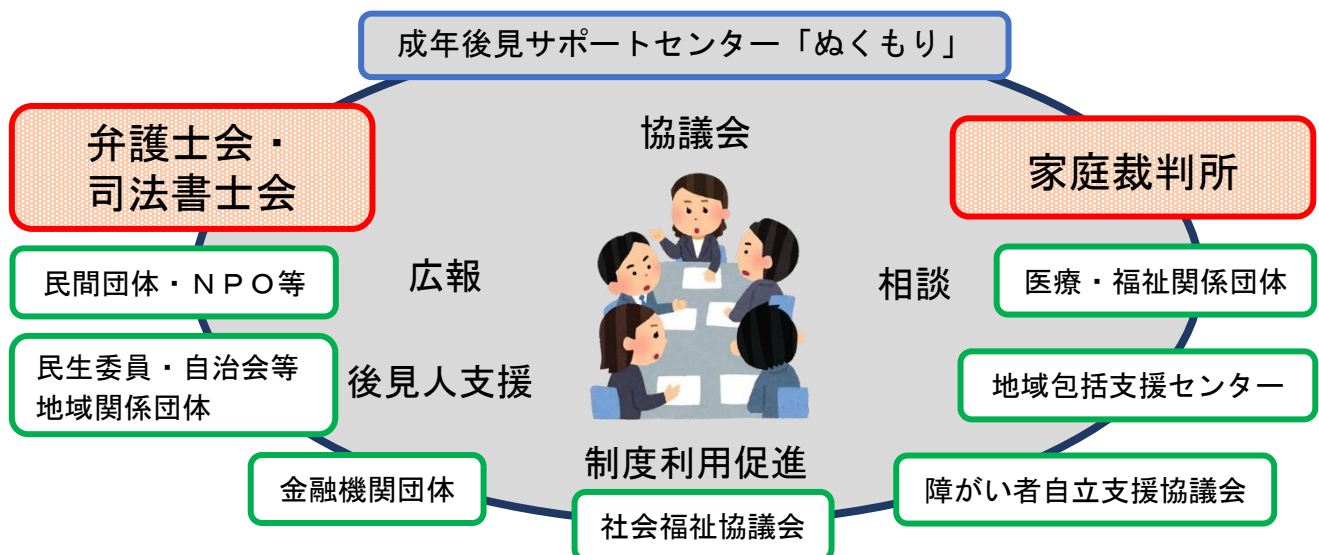 成年後見サポートセンター「ぬくもり」
弁護士会・
司法書士会
協議会
家庭裁判所
民間団体・ＮＰＯ等
広報
相談
医療・福祉関係団体
民生委員・自治会等
地域関係団体
後見人支援
地域包括支援センター
制度利用促進
金融機関団体
社会福祉協議会
障がい者自立支援協議会